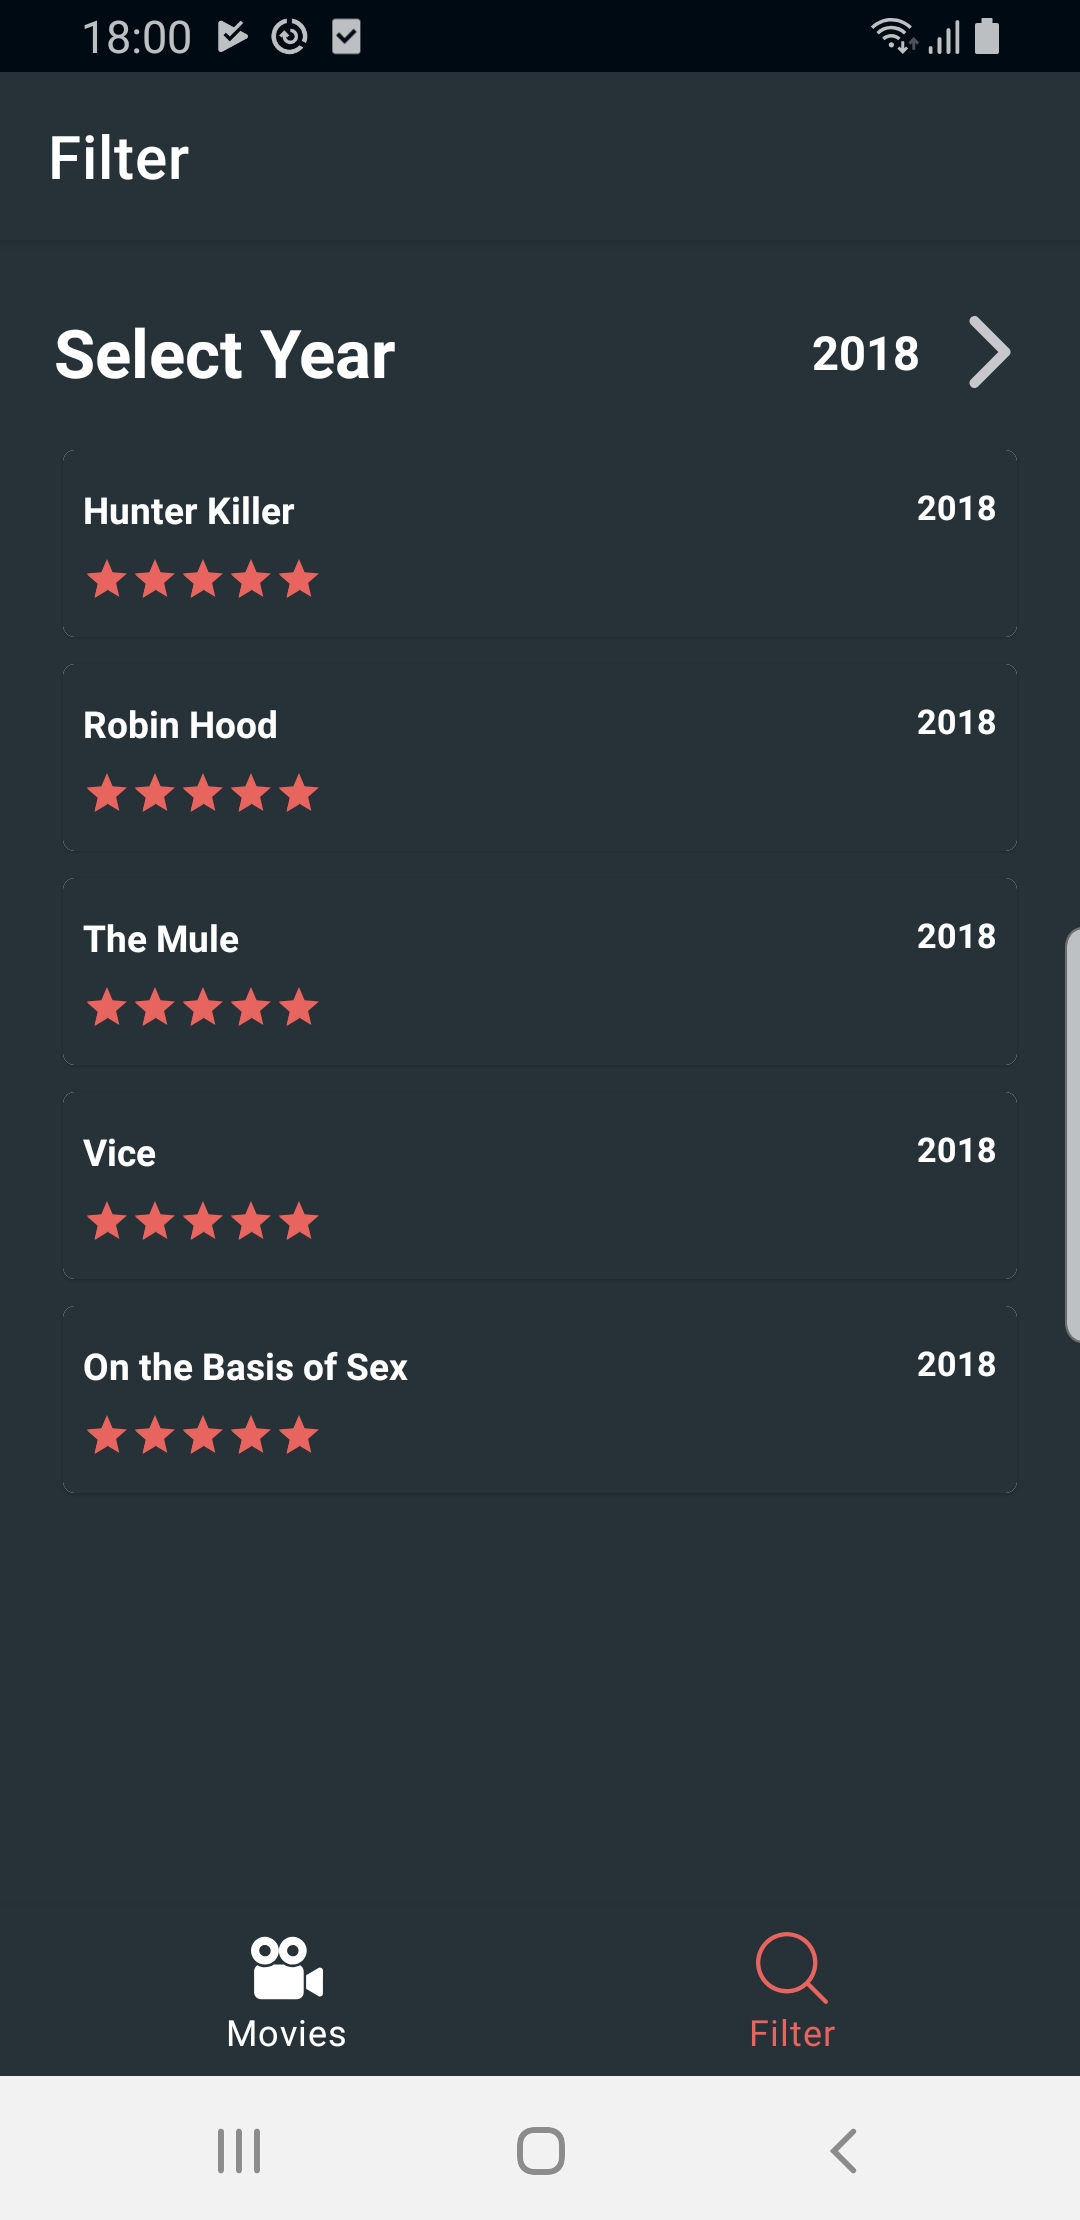 18:00
Filter
Select Year 2018
Hunter Killer 2018
Robin Hood 2018
The Mule 2018
Vice 2018
On the Basis of Sex 2018
Movies Filter